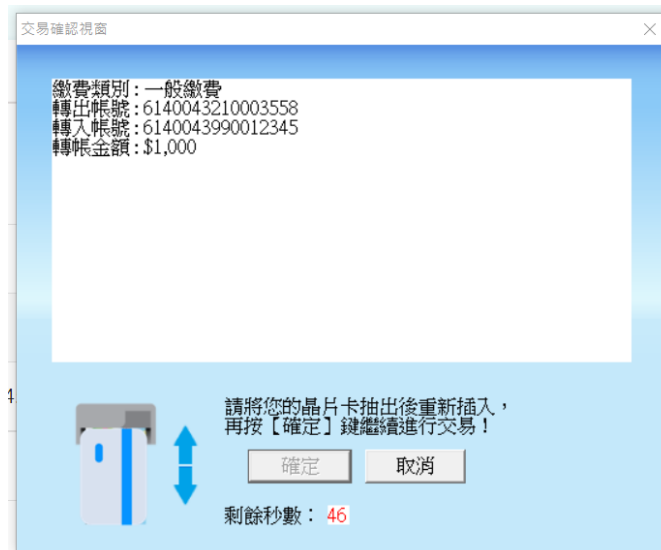 交易確認視窗
繳費類別：一般繳費
轉出帳號：6140043210003558
轉入帳號：6140043990012345
轉帳金額：$1,000
4
請將您的晶片卡抽出後重新插入，
再按【確定】鍵繼續進行交易！
確定
取消
剩餘秒數： 46